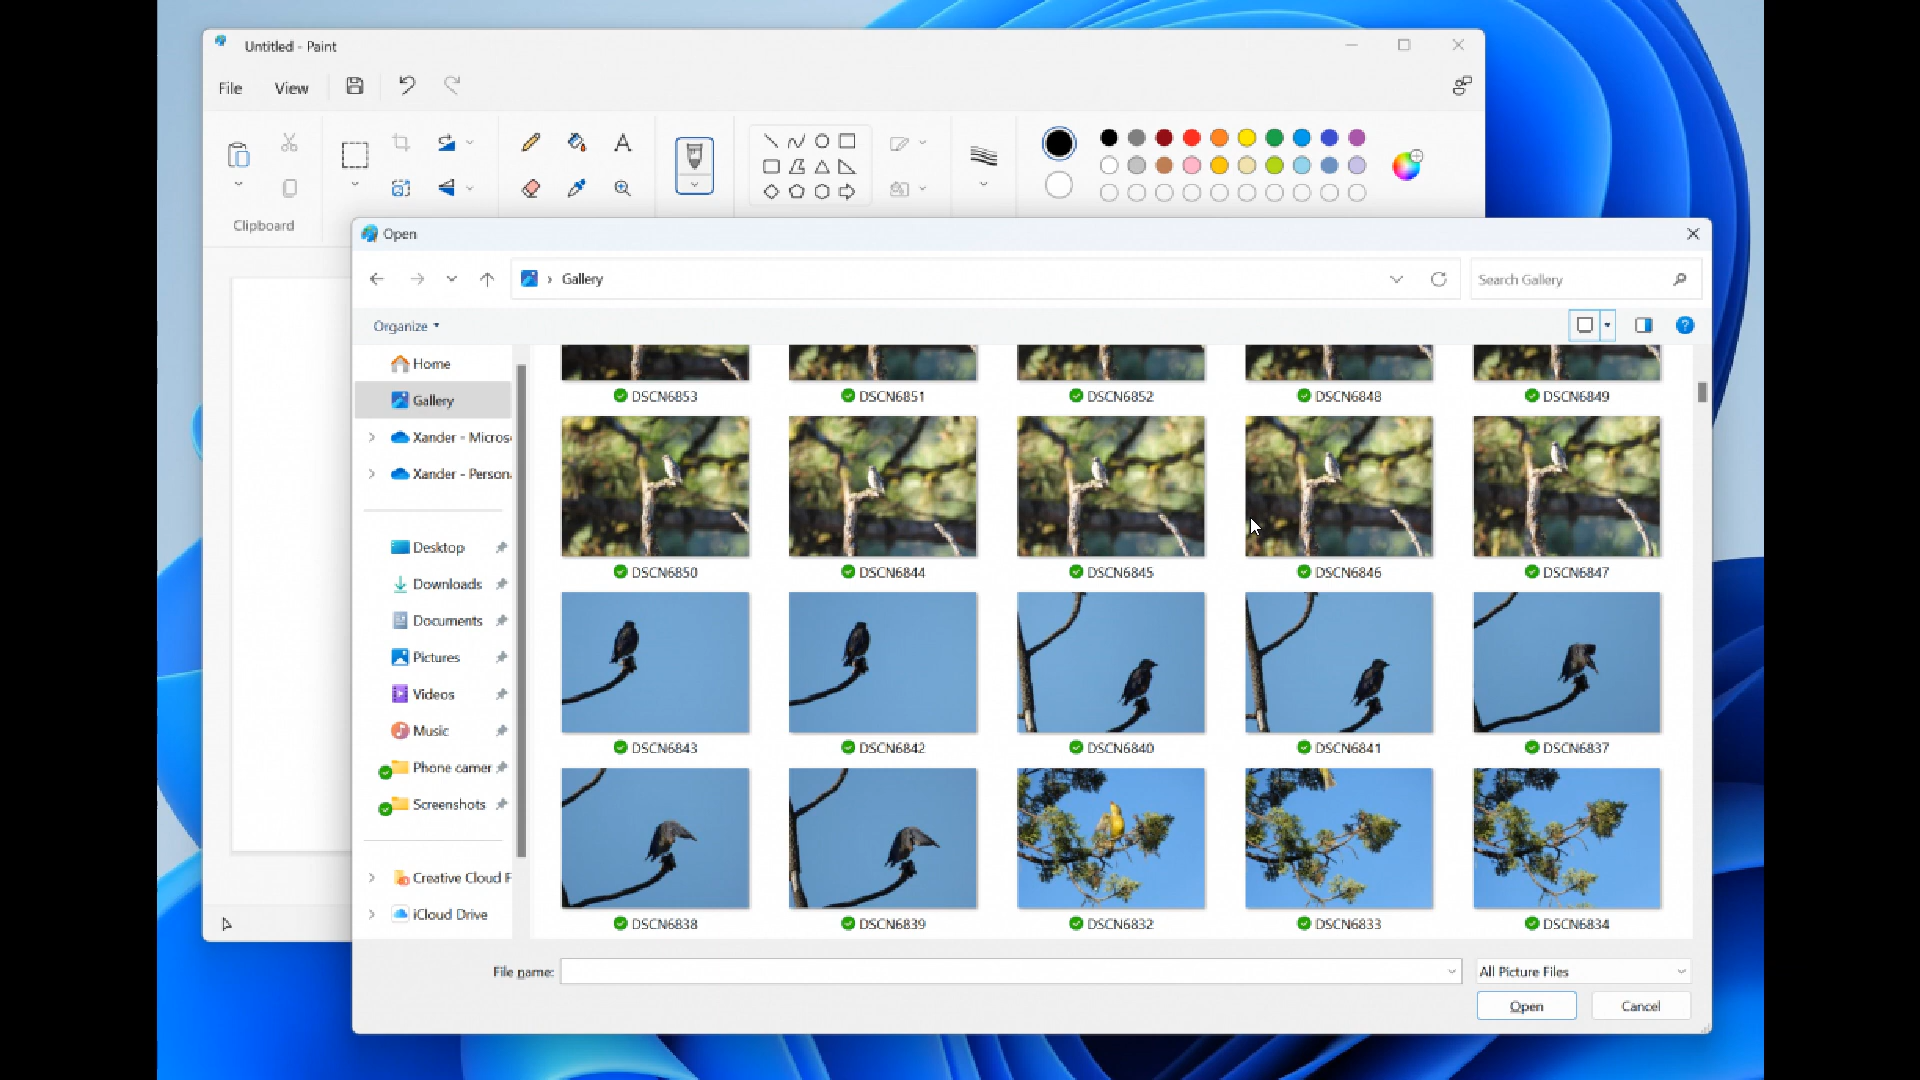 Untitled - Paint
File View
Clipboard
Open
Gallery
Search Gallery
Organize
Home
Gallery
Xander - Micros
Xander - Person
Desktop
Downloads
Documents
Pictures
Videos
Music
Phone camer
Screenshots
Creative Cloud F
iCloud Drive
DSCN6853 DSCN6851 DSCN6852 DSCN6848 DSCN6849
DSCN6850 DSCN6844 DSCN6845 DSCN6846 DSCN6847
DSCN6843 DSCN6842 DSCN6840 DSCN6841 DSCN6837
DSCN6838 DSCN6839 DSCN6832 DSCN6833 DSCN6834
File name:
All Picture Files
Open Cancel